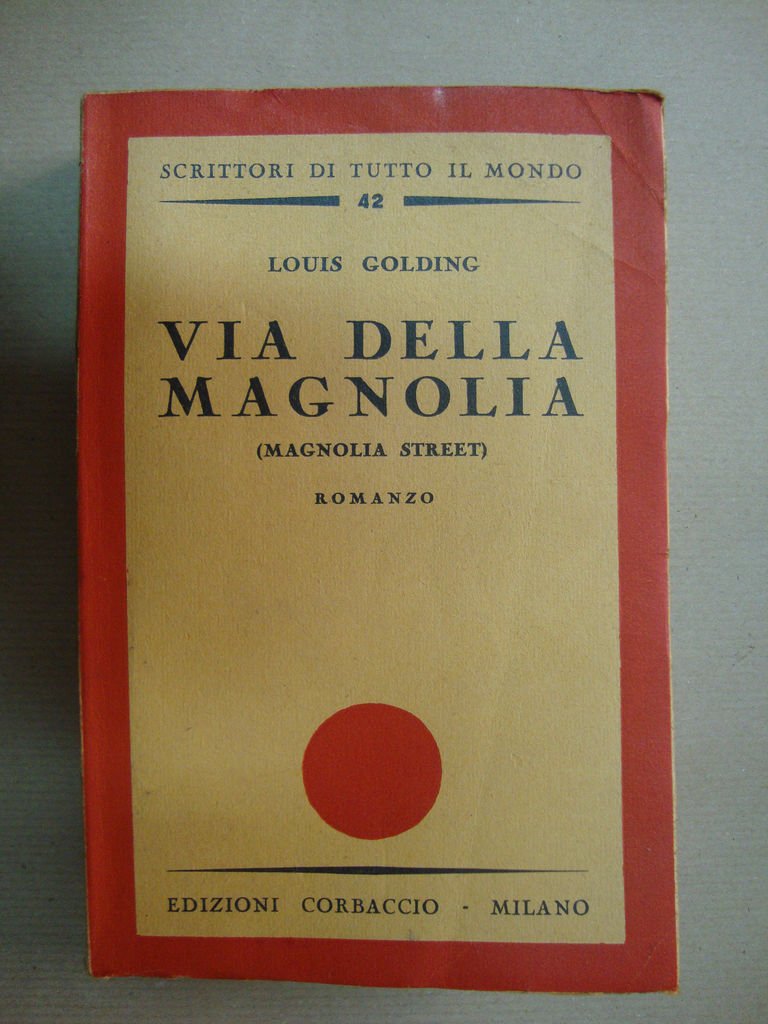 SCRITTORI DI TUTTO IL MONDO
42
LOUIS GOLDING
VIA DELLA
MAGNOLIA
(MAGNOLIA STREET)
ROMANZO
EDIZIONI CORBACCIO - MILANO